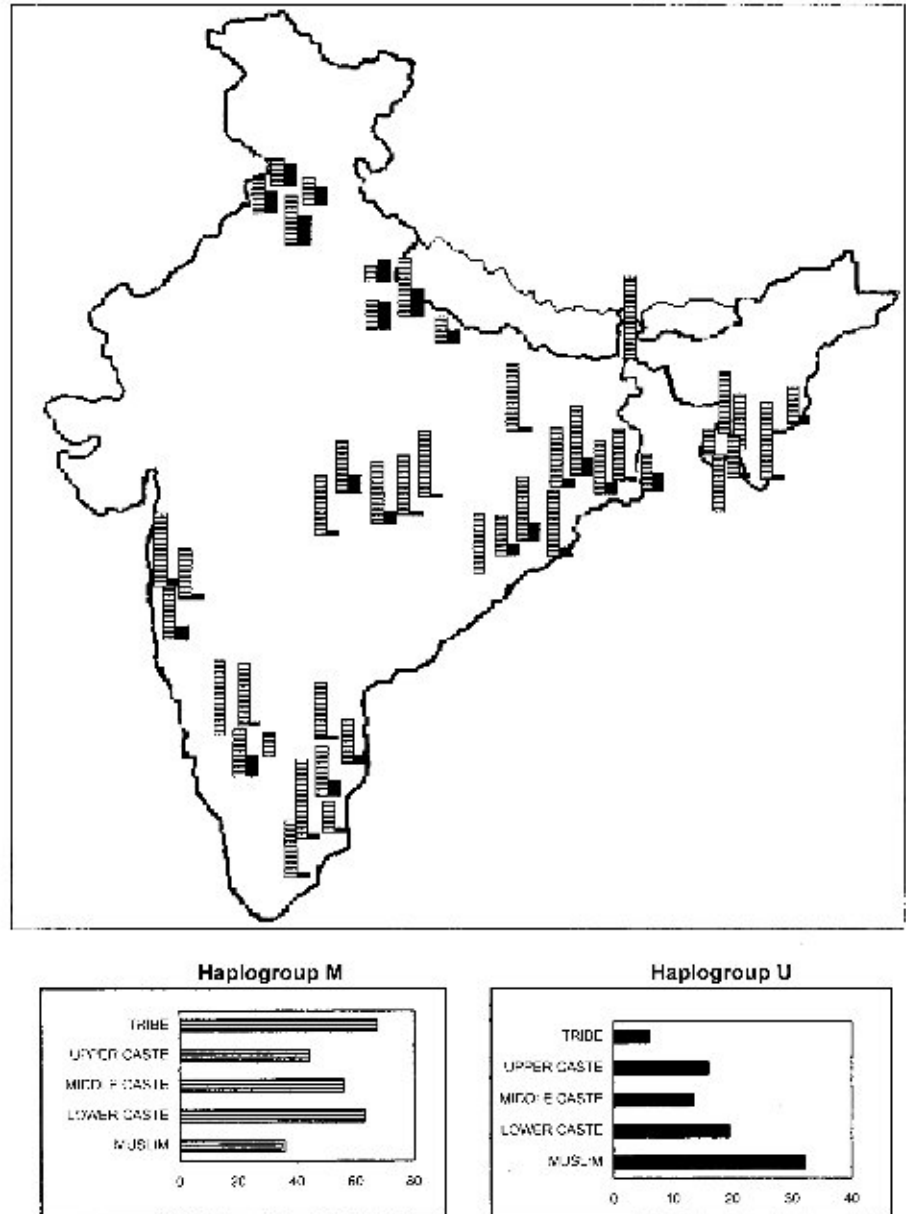 Haplogroup M
TRIBE
UPPER CASTE
MIDDLE CASTE
LOWER CASTE
MUSLIM
0 20 40 60 80
Haplogroup U
TRIBE
UPPER CASTE
MIDDLE CASTE
LOWER CASTE
MUSLIM
0 10 20 30 40